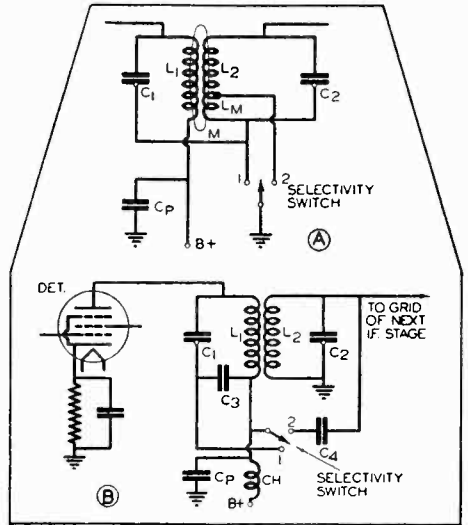 C1
L1
L2
LM
M
C2
1
2
SELECTIVITY
SWITCH
CP
B+
A
DET.
TO GRID
OF NEXT
I.F. STAGE
C1
L1
L2
C2
C3
2
1
C4
CP
CH
B+
SELECTIVITY
SWITCH
B